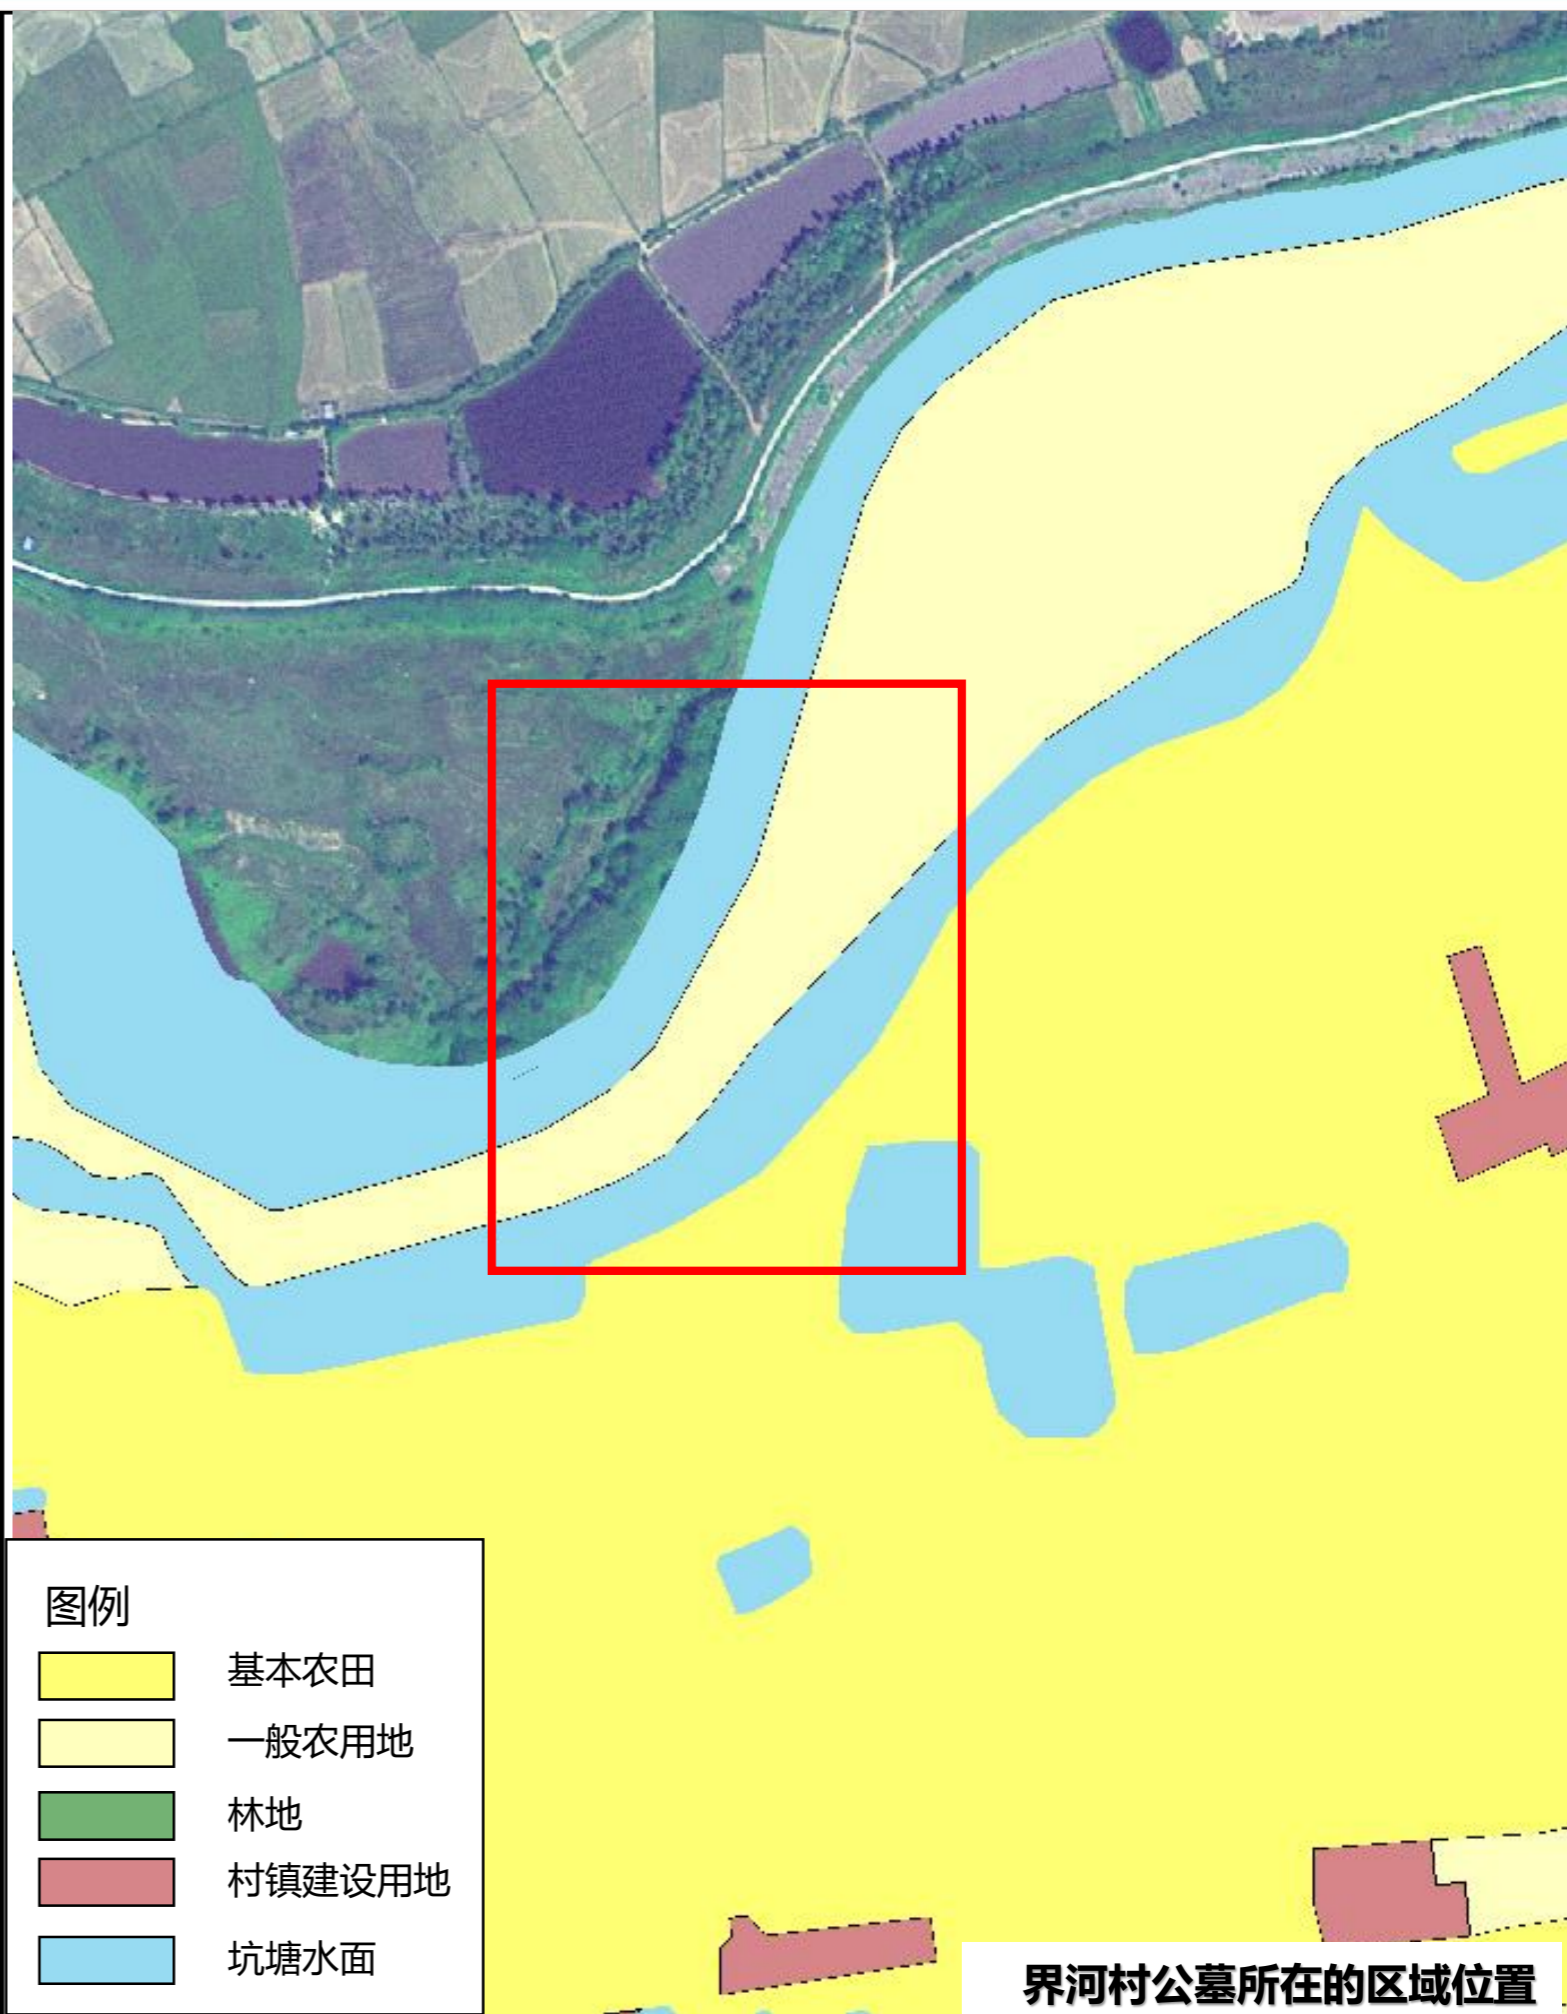 图例
基本农田
一般农用地
林地
村镇建设用地
坑塘水面
界河村公墓所在的区域位置